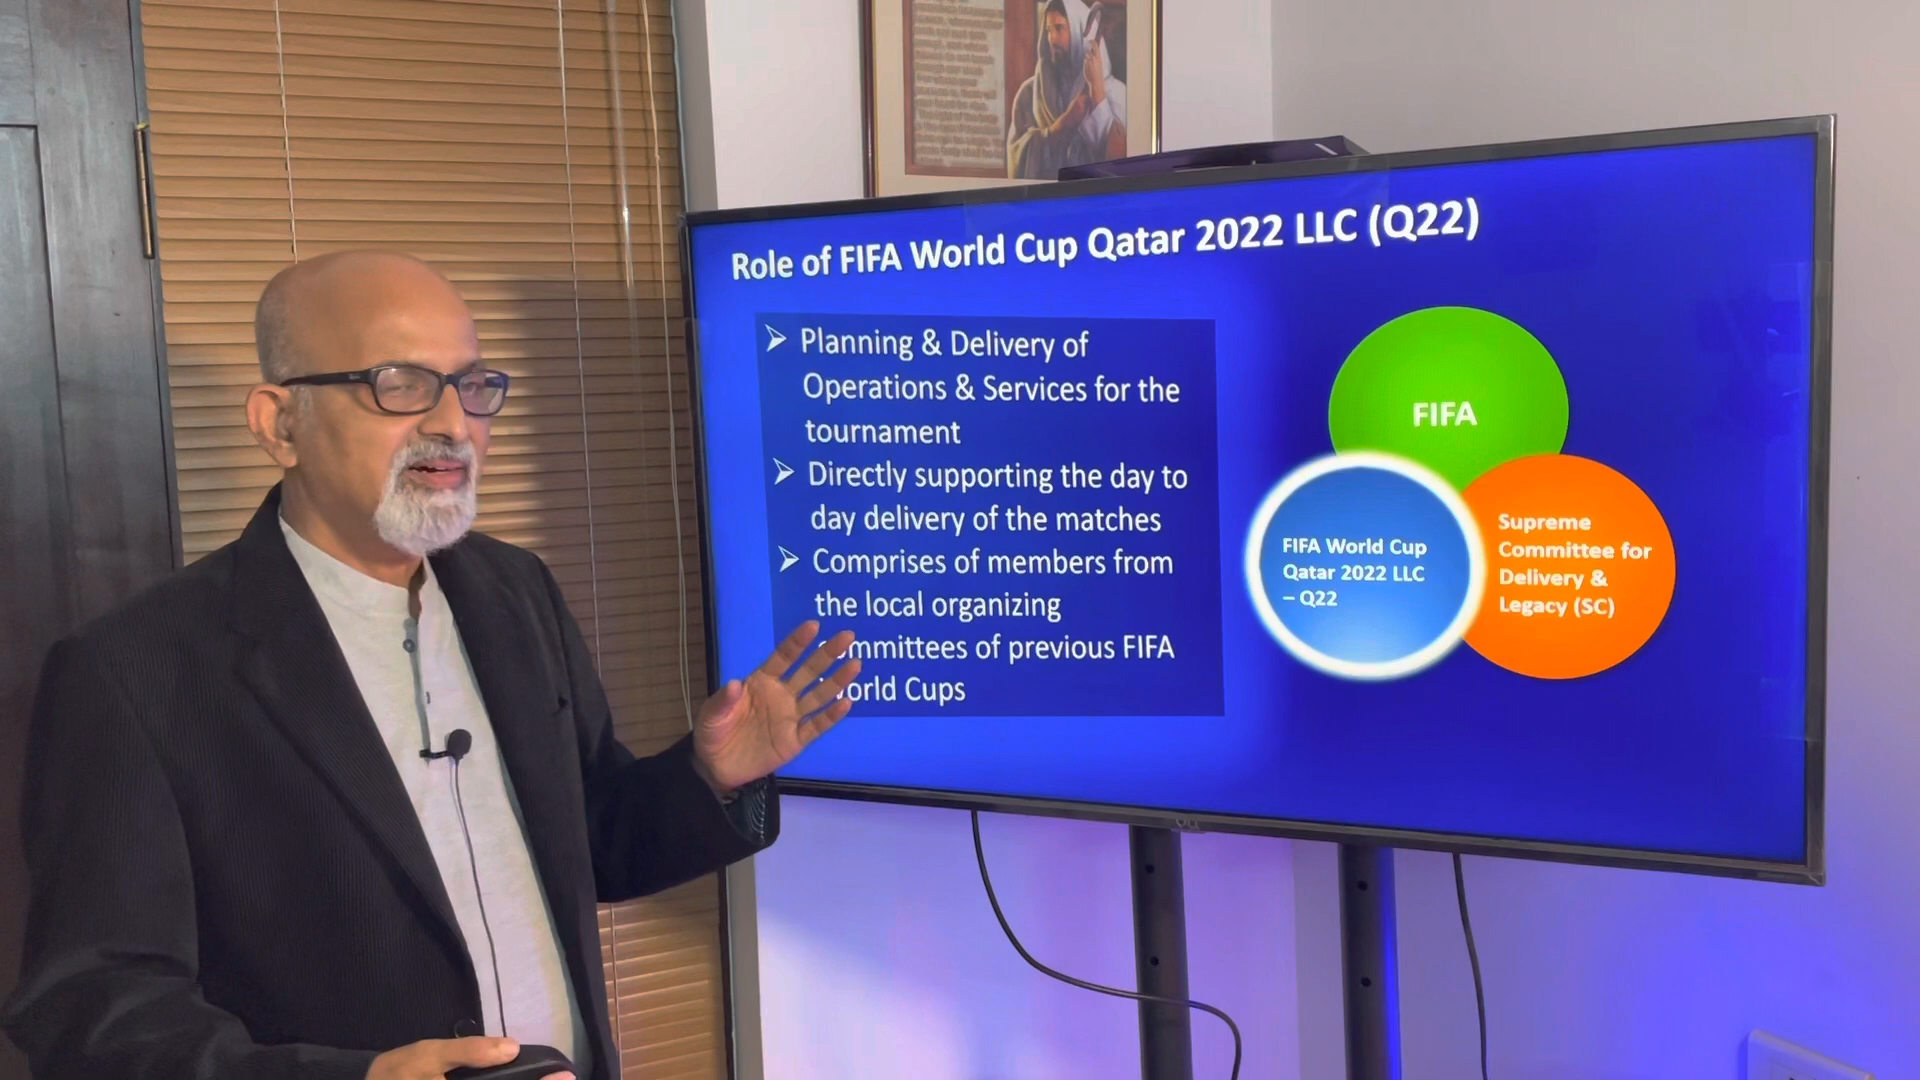 Role of FIFA World Cup Qatar 2022 LLC (Q22)
➢ Planning & Delivery of
Operations & Services for the
tournament
➢ Directly supporting the day to
day delivery of the matches
➢ Comprises of members from
the local organizing
committees of previous FIFA
World Cups
FIFA
FIFA World Cup
Qatar 2022 LLC
– Q22
Supreme
Committee for
Delivery &
Legacy (SC)